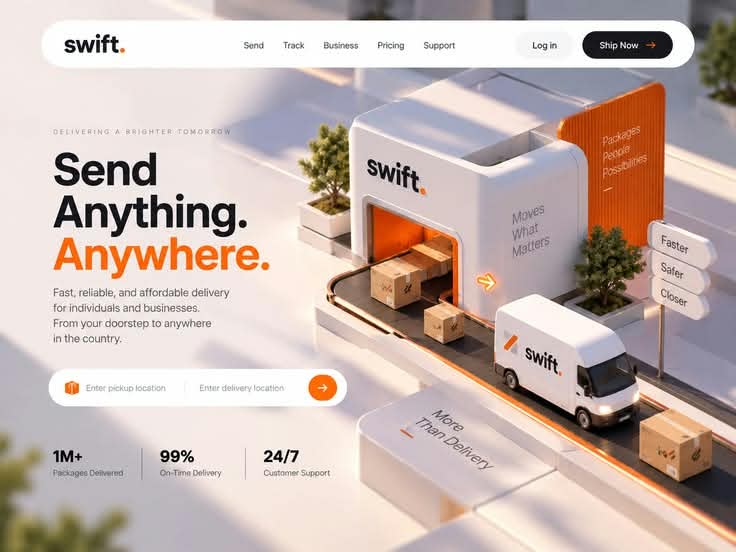 swift.
Send
Track
Business
Pricing
Support
Log in
Ship Now
DELIVERING A BRIGHTER TOMORROW
Send
Anything.
Anywhere.
Fast, reliable, and affordable delivery
for individuals and businesses.
From your doorstep to anywhere
in the country.
Enter pickup location
Enter delivery location
1M+
Packages Delivered
99%
On-Time Delivery
24/7
Customer Support
swift.
Moves
What
Matters
Packages
People
Possibilities
Faster
Safer
Closer
swift.
More
Than Delivery